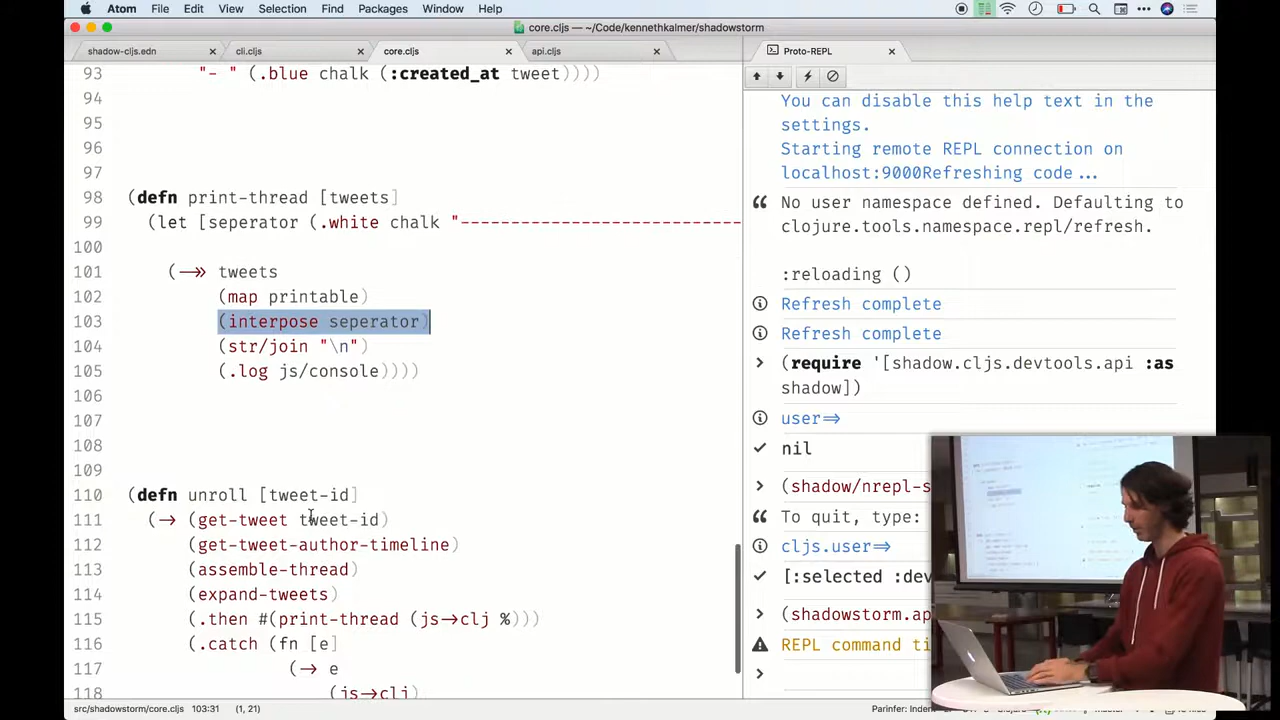 Atom File Edit View Selection Find Packages Window Help
core.cljs — ~/Code/kennethkalmer/shadowstorm
shadow-cljs.edn cli.cljs core.cljs api.cljs Proto-REPL
93 "- " (.blue chalk (:created_at tweet))))
94
95
96
97
98 (defn print-thread [tweets]
99 (let [seperator (.white chalk "---------------------------
100
101 (->> tweets
102 (map printable)
103 (interpose seperator)
104 (str/join "\n")
105 (.log js/console))))
106
107
108
109
110 (defn unroll [tweet-id]
111 (-> (get-tweet tweet-id)
112 (get-tweet-author-timeline)
113 (assemble-thread)
114 (expand-tweets)
115 (.then #(print-thread (js->clj %)))
116 (.catch (fn [e]
117 (-> e
118 (js->clj)
src/shadowstorm/core.cljs 103:31 (1, 21)
Parinfer: Indent
You can disable this help text in the
settings.
Starting remote REPL connection on
localhost:9000Refreshing code...
No user namespace defined. Defaulting to
clojure.tools.namespace.repl/refresh.
:reloading ()
Refresh complete
Refresh complete
(require '[shadow.cljs.devtools.api :as
shadow])
user=>
nil
(shadow/nrepl-s
To quit, type:
cljs.user=>
[:selected :dev
(shadowstorm.ap
REPL command ti